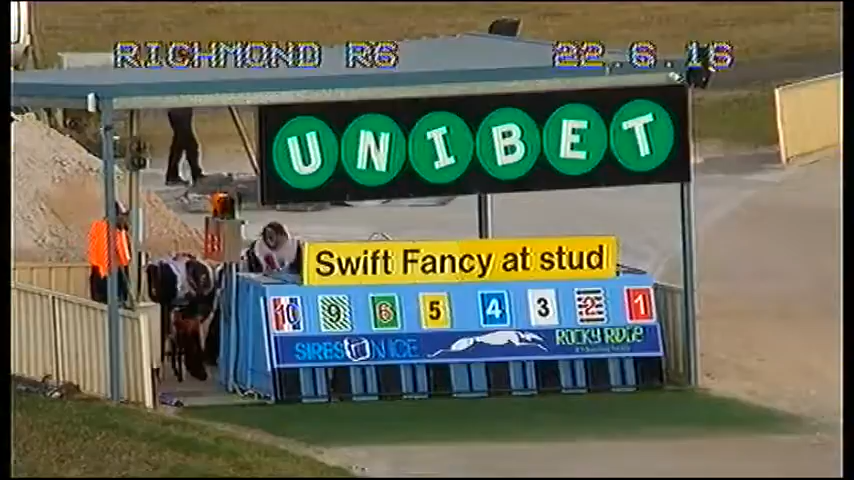 RICHMOND R6 22.6.16
UNIBET
Swift Fancy at stud
10 9 6 5 4 3 2 1
SIRES ON ICE ROCKY RIDGE